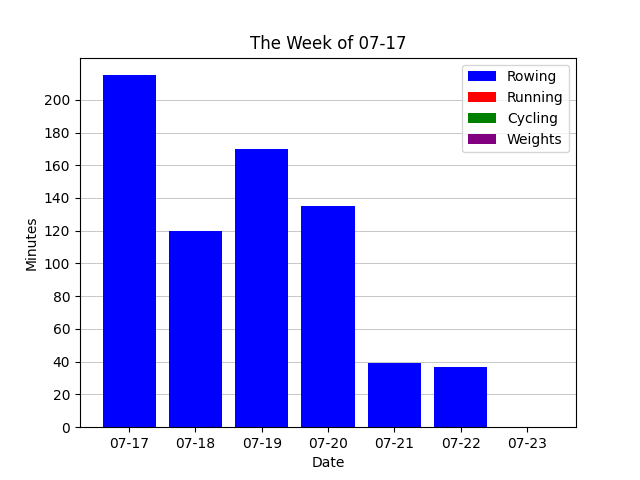 The Week of 07-17
Rowing
Running
Cycling
Weights
Minutes
200
180
160
140
120
100
80
60
40
20
0
07-17 07-18 07-19 07-20 07-21 07-22 07-23
Date